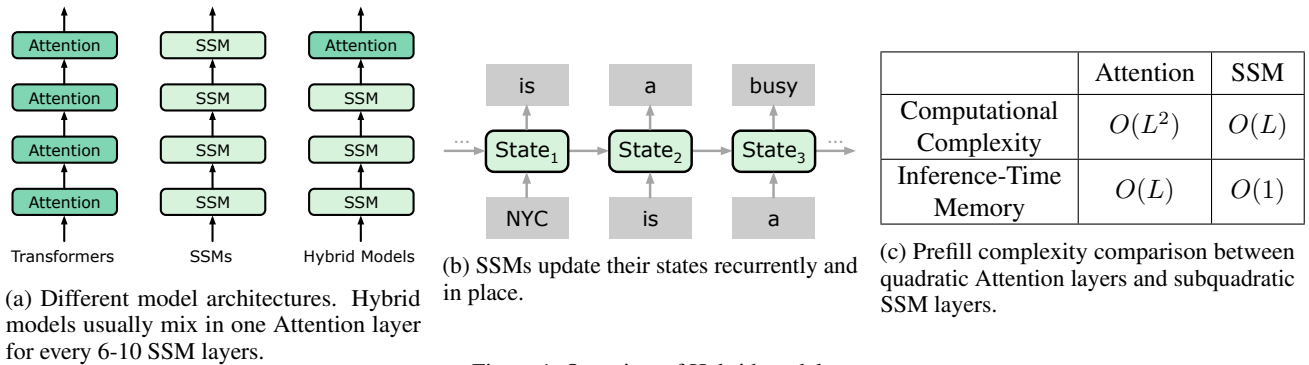 Attention
Attention
Attention
Attention
Transformers
SSM
SSM
SSM
SSM
SSMs
Attention
SSM
SSM
SSM
Hybrid Models
(a) Different model architectures. Hybrid
models usually mix in one Attention layer
for every 6-10 SSM layers.
is a busy
... State1 State2 State3 ...
NYC is a
(b) SSMs update their states recurrently and
in place.
Attention SSM
Computational
Complexity O(L²) O(L)
Inference-Time
Memory O(L) O(1)
(c) Prefill complexity comparison between
quadratic Attention layers and subquadratic
SSM layers.